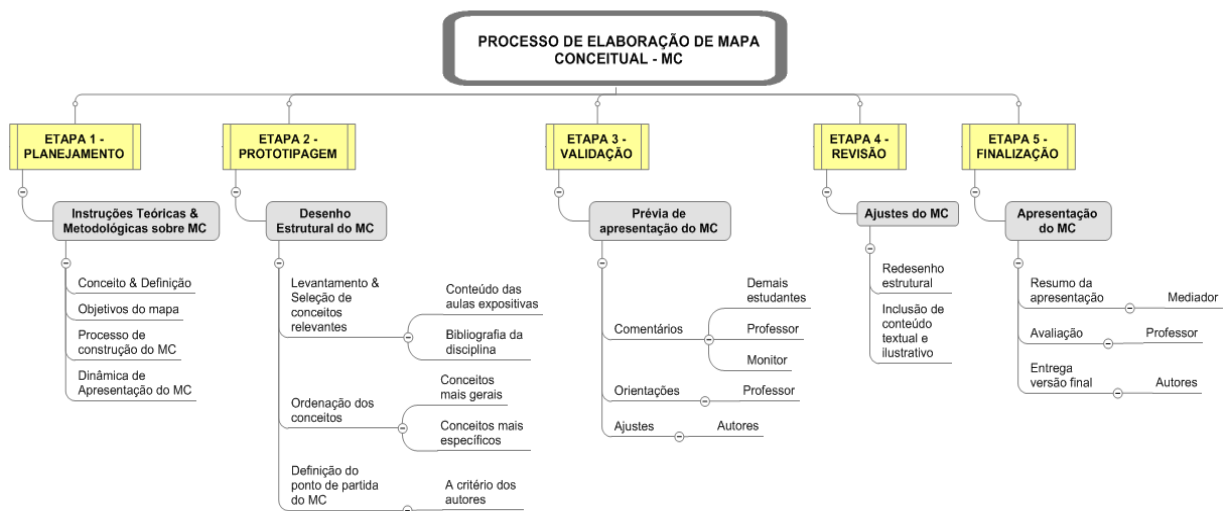 PROCESSO DE ELABORAÇÃO DE MAPA
CONCEITUAL - MC
ETAPA 1 -
PLANEJAMENTO
Instruções Teóricas &
Metodológicas sobre MC
Conceito & Definição
Objetivos do mapa
Processo de
construção do MC
Dinâmica de
Apresentação do MC
ETAPA 2 -
PROTOTIPAGEM
Desenho
Estrutural do MC
Levantamento &
Seleção de
conceitos
relevantes
Conteúdo das
aulas expositivas
Bibliografia da
disciplina
Ordenação dos
conceitos
Conceitos
mais gerais
Conceitos mais
específicos
Definição do
ponto de partida
do MC
A critério dos
autores
ETAPA 3 -
VALIDAÇÃO
Prévia de
apresentação do MC
Comentários
Demais
estudantes
Professor
Monitor
Orientações
Professor
Ajustes
Autores
ETAPA 4 -
REVISÃO
Ajustes do MC
Redesenho
estrutural
Inclusão de
conteúdo
textual e
ilustrativo
ETAPA 5 -
FINALIZAÇÃO
Apresentação
do MC
Resumo da
apresentação
Mediador
Avaliação
Professor
Entrega
versão final
Autores